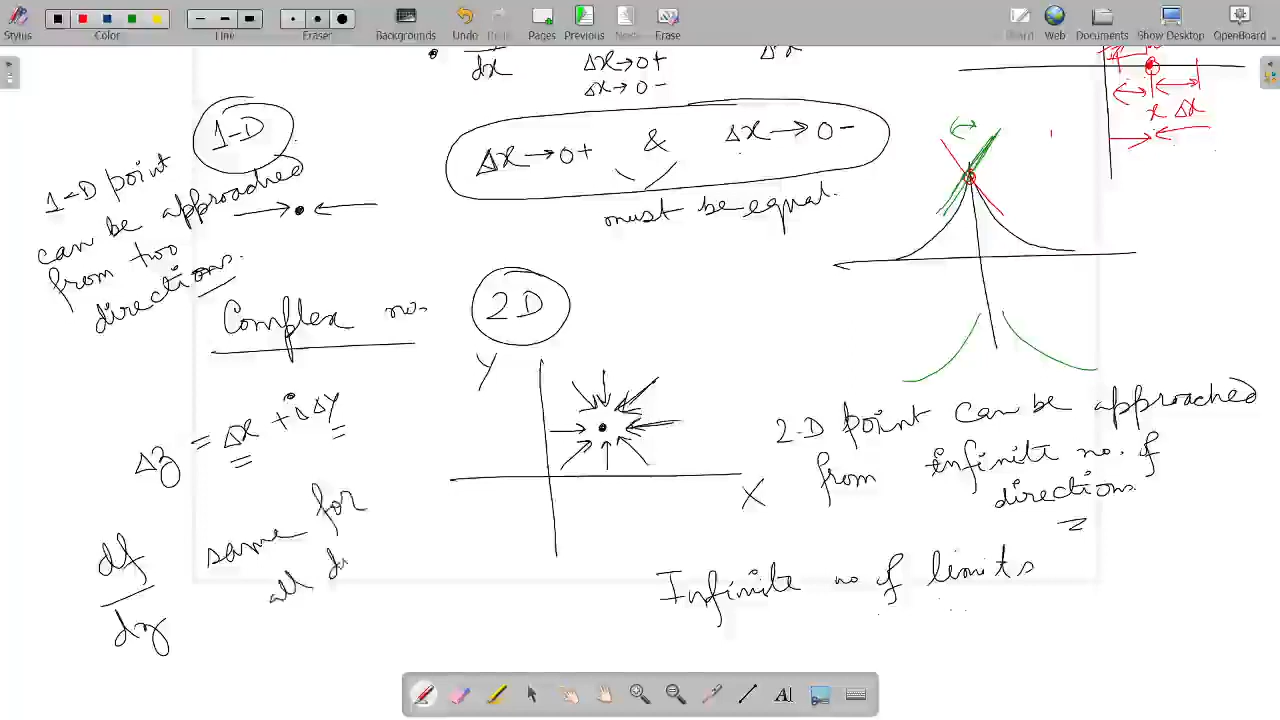 Stylus
Color
Line
Eraser
Backgrounds
Undo
Redo
Pages
Previous
Next
Erase
Board
Web
Documents
Show Desktop
OpenBoard
dx
Δx→0+
Δx→0−
Δx
x Δx
1-D
1-D point
can be approached
from two
directions.
Δx → 0+ & Δx → 0−
must be equal.
Complex no.
2D
Y
X
Δz = Δx + iΔy
2-D point can be approached
from infinite no. of
directions.
df
dz
same for
all
Infinite no of limits
AI